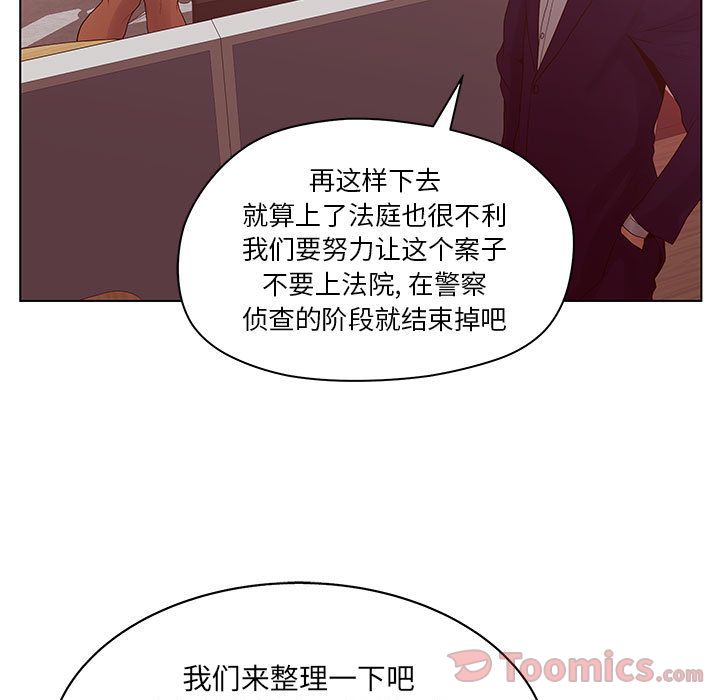 再这样下去
就算上了法庭也很不利
我们要努力让这个案子
不要上法院, 在警察
侦查的阶段就结束掉吧
我们来整理一下吧
Toomics.com